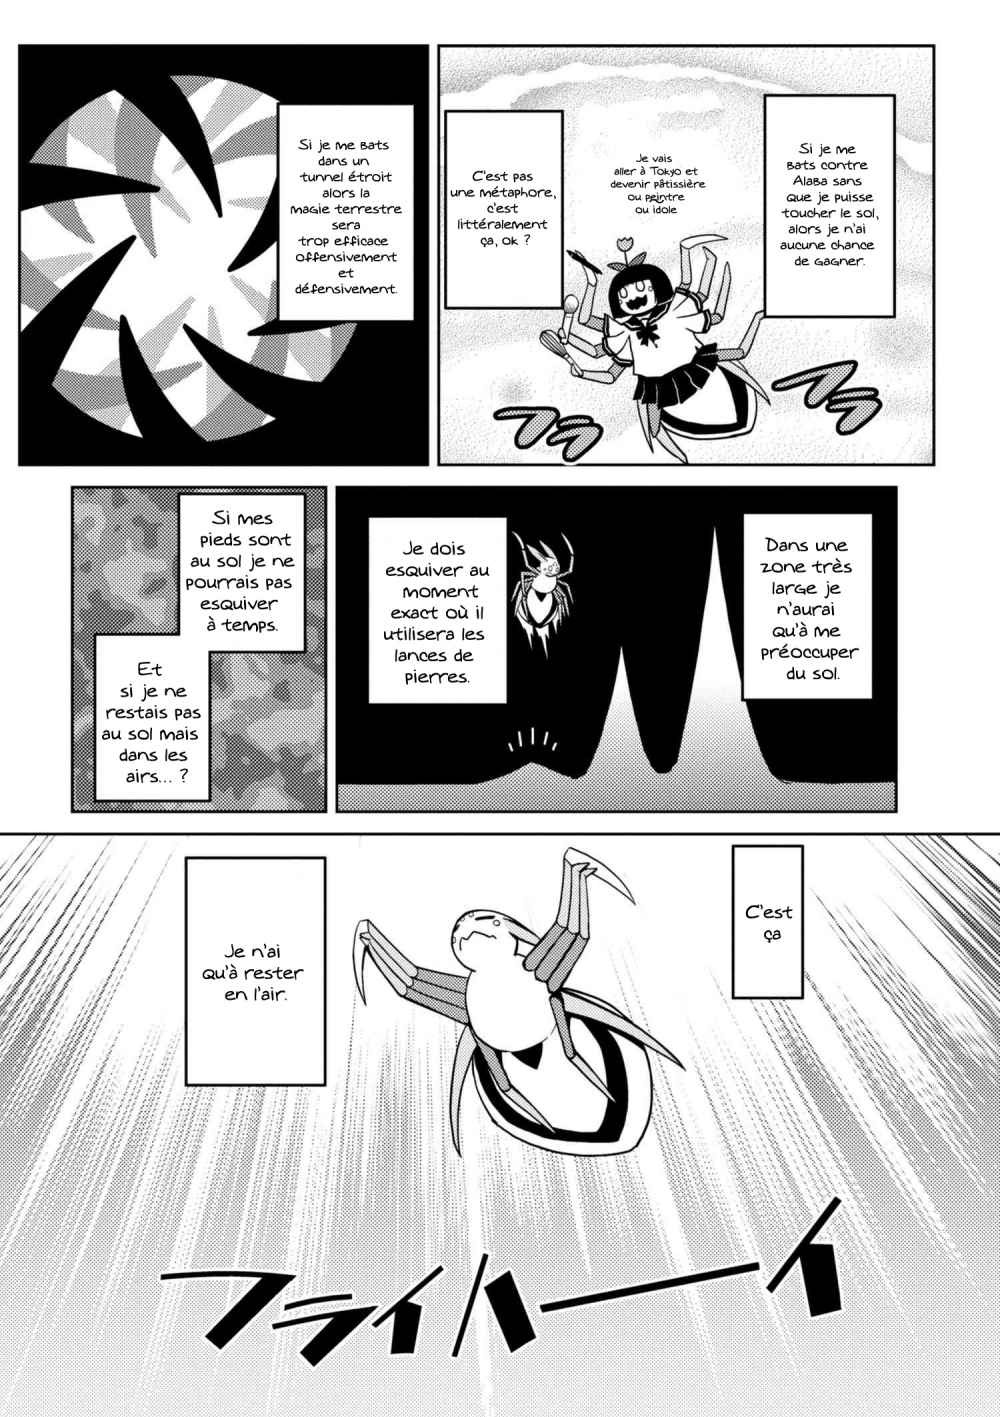 Si je me
bats contre
Alaba sans
que je puisse
toucher le sol,
alors je n'ai
aucune chance
de gagner.
Je vais
aller à Tokyo et
devenir pâtissière
ou peintre
ou idole
C'est pas
une métaphore,
c'est
littéralement
ça, ok ?
フラ
フラ
Si je me bats
dans un
tunnel étroit
alors la
magie terrestre
sera
trop efficace
offensivement
et
défensivement.
Dans une
zone très
large je
n'aurai
qu'à me
préoccuper
du sol.
Je dois
esquiver au
moment
exact où il
utilisera les
lances de
pierres.
Si mes
pieds sont
au sol je ne
pourrais pas
esquiver
à temps.
Et
si je ne
restais pas
au sol mais
dans les
airs... ?
C'est
ça
Je n'ai
qu'à rester
en l'air.
フライハーイ